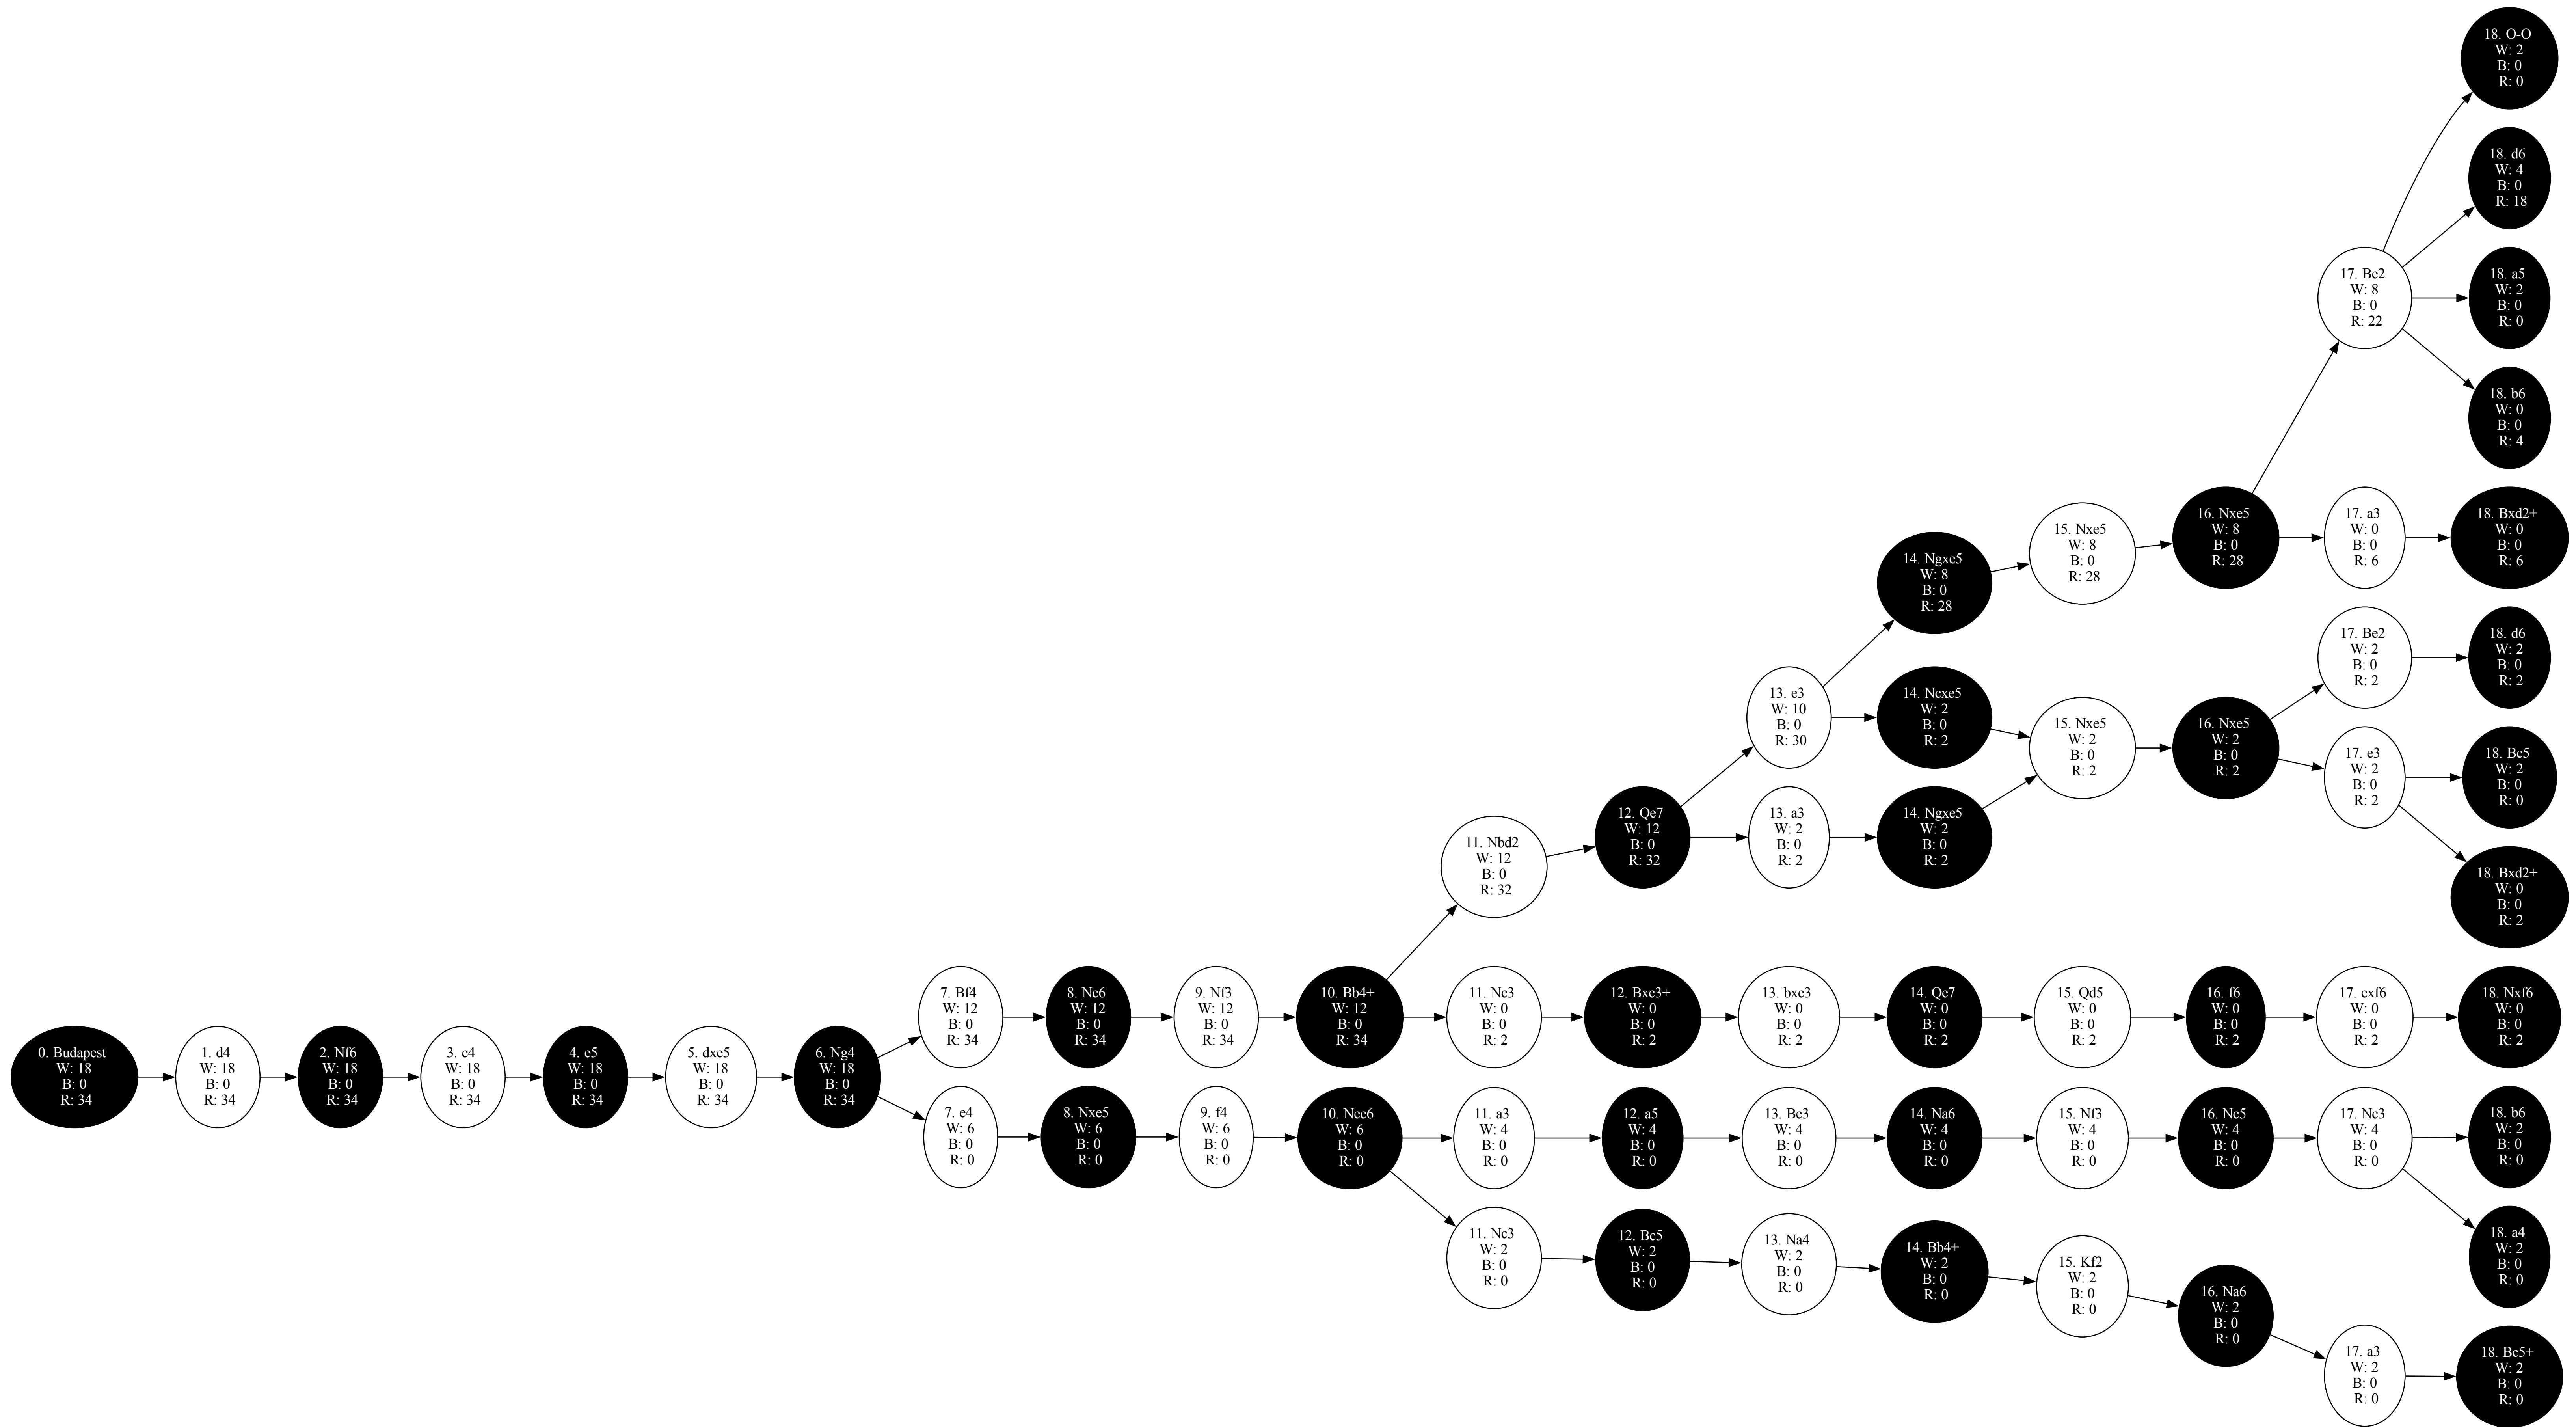 0. Budapest
W: 18
B: 0
R: 34
1. d4
W: 18
B: 0
R: 34
2. Nf6
W: 18
B: 0
R: 34
3. c4
W: 18
B: 0
R: 34
4. e5
W: 18
B: 0
R: 34
5. dxe5
W: 18
B: 0
R: 34
6. Ng4
W: 18
B: 0
R: 34
7. Bf4
W: 12
B: 0
R: 34
7. e4
W: 6
B: 0
R: 0
8. Nc6
W: 12
B: 0
R: 34
8. Nxe5
W: 6
B: 0
R: 0
9. Nf3
W: 12
B: 0
R: 34
9. f4
W: 6
B: 0
R: 0
10. Bb4+
W: 12
B: 0
R: 34
10. Nec6
W: 6
B: 0
R: 0
11. Nbd2
W: 12
B: 0
R: 32
11. Nc3
W: 0
B: 0
R: 2
11. a3
W: 4
B: 0
R: 0
11. Nc3
W: 2
B: 0
R: 0
12. Qe7
W: 12
B: 0
R: 32
12. Bxc3+
W: 0
B: 0
R: 2
12. a5
W: 4
B: 0
R: 0
12. Bc5
W: 2
B: 0
R: 0
13. e3
W: 10
B: 0
R: 30
13. a3
W: 2
B: 0
R: 2
13. bxc3
W: 0
B: 0
R: 2
13. Be3
W: 4
B: 0
R: 0
13. Na4
W: 2
B: 0
R: 0
14. Ngxe5
W: 8
B: 0
R: 28
14. Ncxe5
W: 2
B: 0
R: 2
14. Ngxe5
W: 2
B: 0
R: 2
14. Qe7
W: 0
B: 0
R: 2
14. Na6
W: 4
B: 0
R: 0
14. Bb4+
W: 2
B: 0
R: 0
15. Nxe5
W: 8
B: 0
R: 28
15. Nxe5
W: 2
B: 0
R: 2
15. Qd5
W: 0
B: 0
R: 2
15. Nf3
W: 4
B: 0
R: 0
15. Kf2
W: 2
B: 0
R: 0
16. Nxe5
W: 8
B: 0
R: 28
16. Nxe5
W: 2
B: 0
R: 2
16. f6
W: 0
B: 0
R: 2
16. Nc5
W: 4
B: 0
R: 0
16. Na6
W: 2
B: 0
R: 0
17. Be2
W: 8
B: 0
R: 22
17. a3
W: 0
B: 0
R: 6
17. Be2
W: 2
B: 0
R: 2
17. e3
W: 2
B: 0
R: 2
17. exf6
W: 0
B: 0
R: 2
17. Nc3
W: 4
B: 0
R: 0
17. a3
W: 2
B: 0
R: 0
18. O-O
W: 2
B: 0
R: 0
18. d6
W: 4
B: 0
R: 18
18. a5
W: 2
B: 0
R: 0
18. b6
W: 0
B: 0
R: 4
18. Bxd2+
W: 0
B: 0
R: 6
18. d6
W: 2
B: 0
R: 2
18. Bc5
W: 2
B: 0
R: 0
18. Bxd2+
W: 0
B: 0
R: 2
18. Nxf6
W: 0
B: 0
R: 2
18. b6
W: 2
B: 0
R: 0
18. a4
W: 2
B: 0
R: 0
18. Bc5+
W: 2
B: 0
R: 0